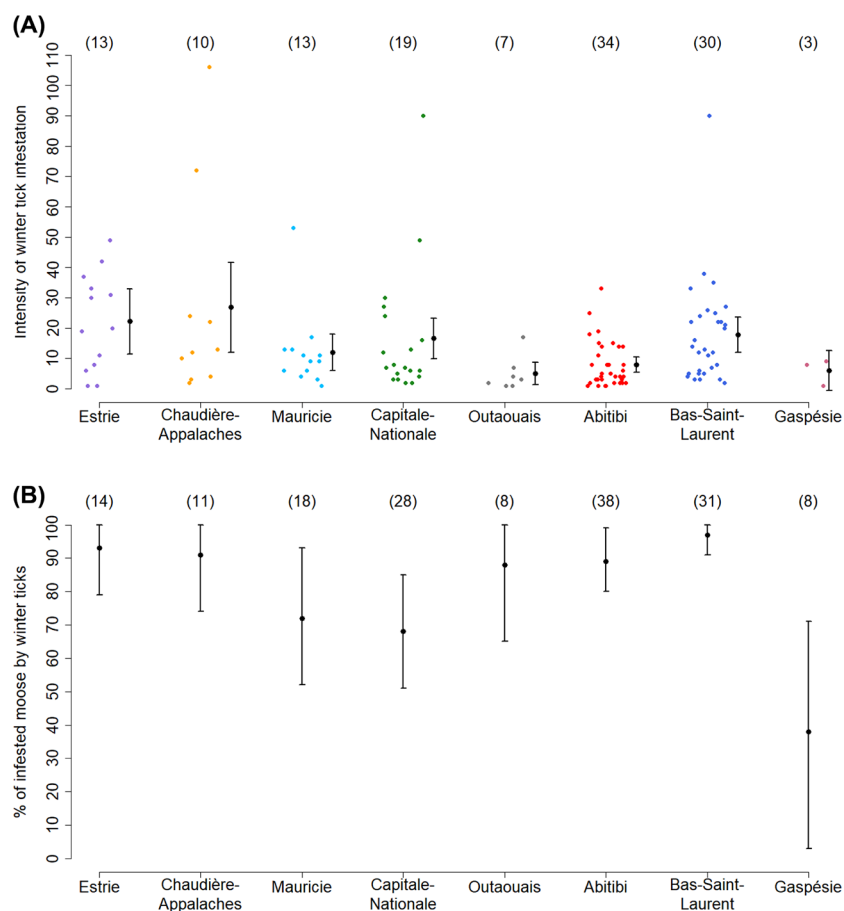 (A)
(13) (10) (13) (19) (7) (34) (30) (3)
Intensity of winter tick infestation
110
100
90
80
70
60
50
40
30
20
10
0
Estrie Chaudière- Mauricie Capitale- Outaouais Abitibi Bas-Saint- Gaspésie
Appalaches Nationale Laurent
(B)
(14) (11) (18) (28) (8) (38) (31) (8)
% of infested moose by winter ticks
100
90
80
70
60
50
40
30
20
10
0
Estrie Chaudière- Mauricie Capitale- Outaouais Abitibi Bas-Saint- Gaspésie
Appalaches Nationale Laurent